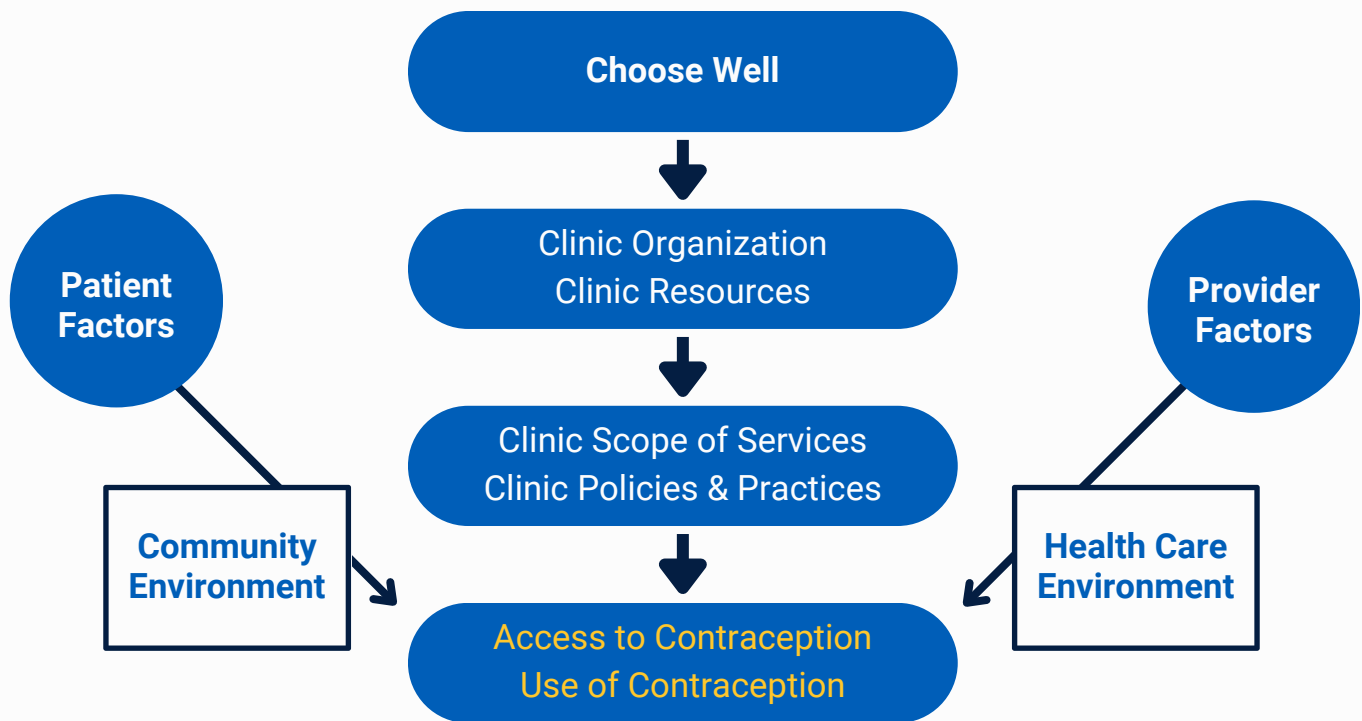 Choose Well
Clinic Organization
Clinic Resources
Patient
Factors
Provider
Factors
Clinic Scope of Services
Clinic Policies & Practices
Community
Environment
Health Care
Environment
Access to Contraception
Use of Contraception